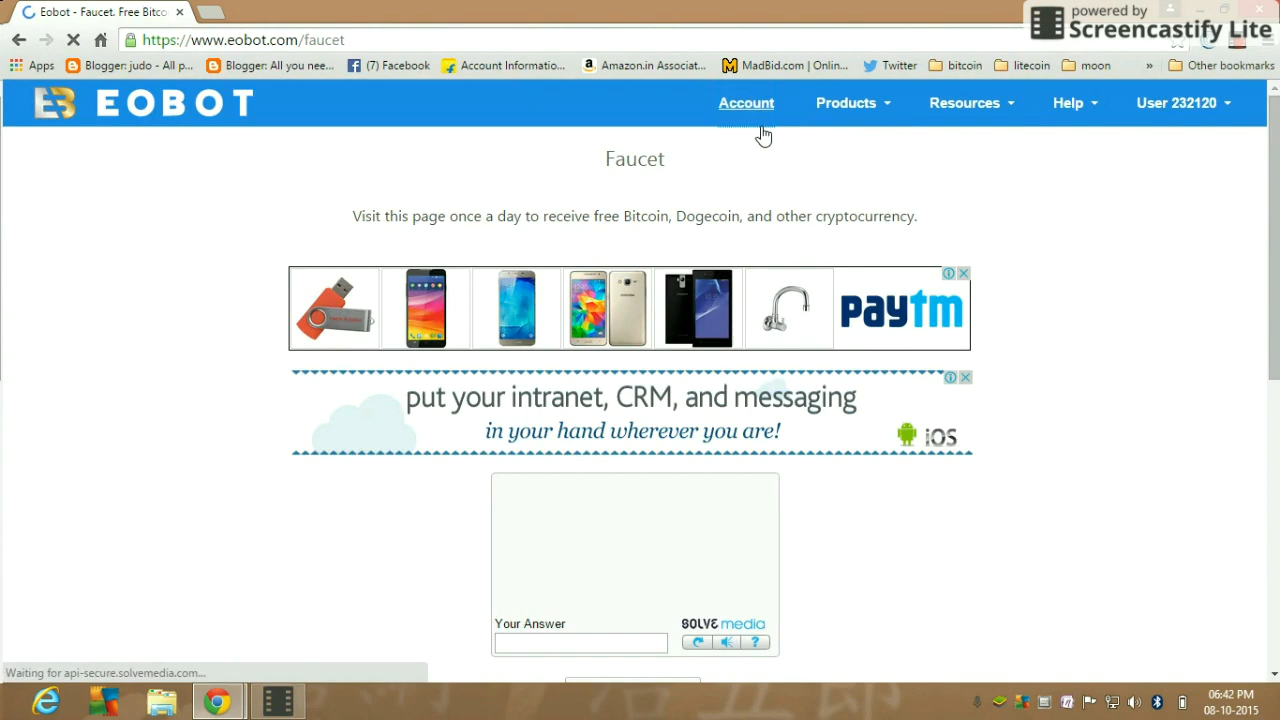 Eobot - Faucet. Free Bitco
powered by
Screencastify Lite
https://www.eobot.com/faucet
Apps
Blogger: judo - All p...
Blogger: All you nee...
(7) Facebook
Account Informatio...
Amazon.in Associat...
MadBid.com | Onlin...
Twitter
bitcoin
litecoin
moon
»
Other bookmarks
EB EOBOT
Account
Products
Resources
Help
User 232120
Faucet
Visit this page once a day to receive free Bitcoin, Dogecoin, and other cryptocurrency.
paytm
put your intranet, CRM, and messaging
in your hand wherever you are!
iOS
Your Answer
SOLVE media
?
Waiting for api-secure.solvemedia.com...
06:42 PM
08-10-2015